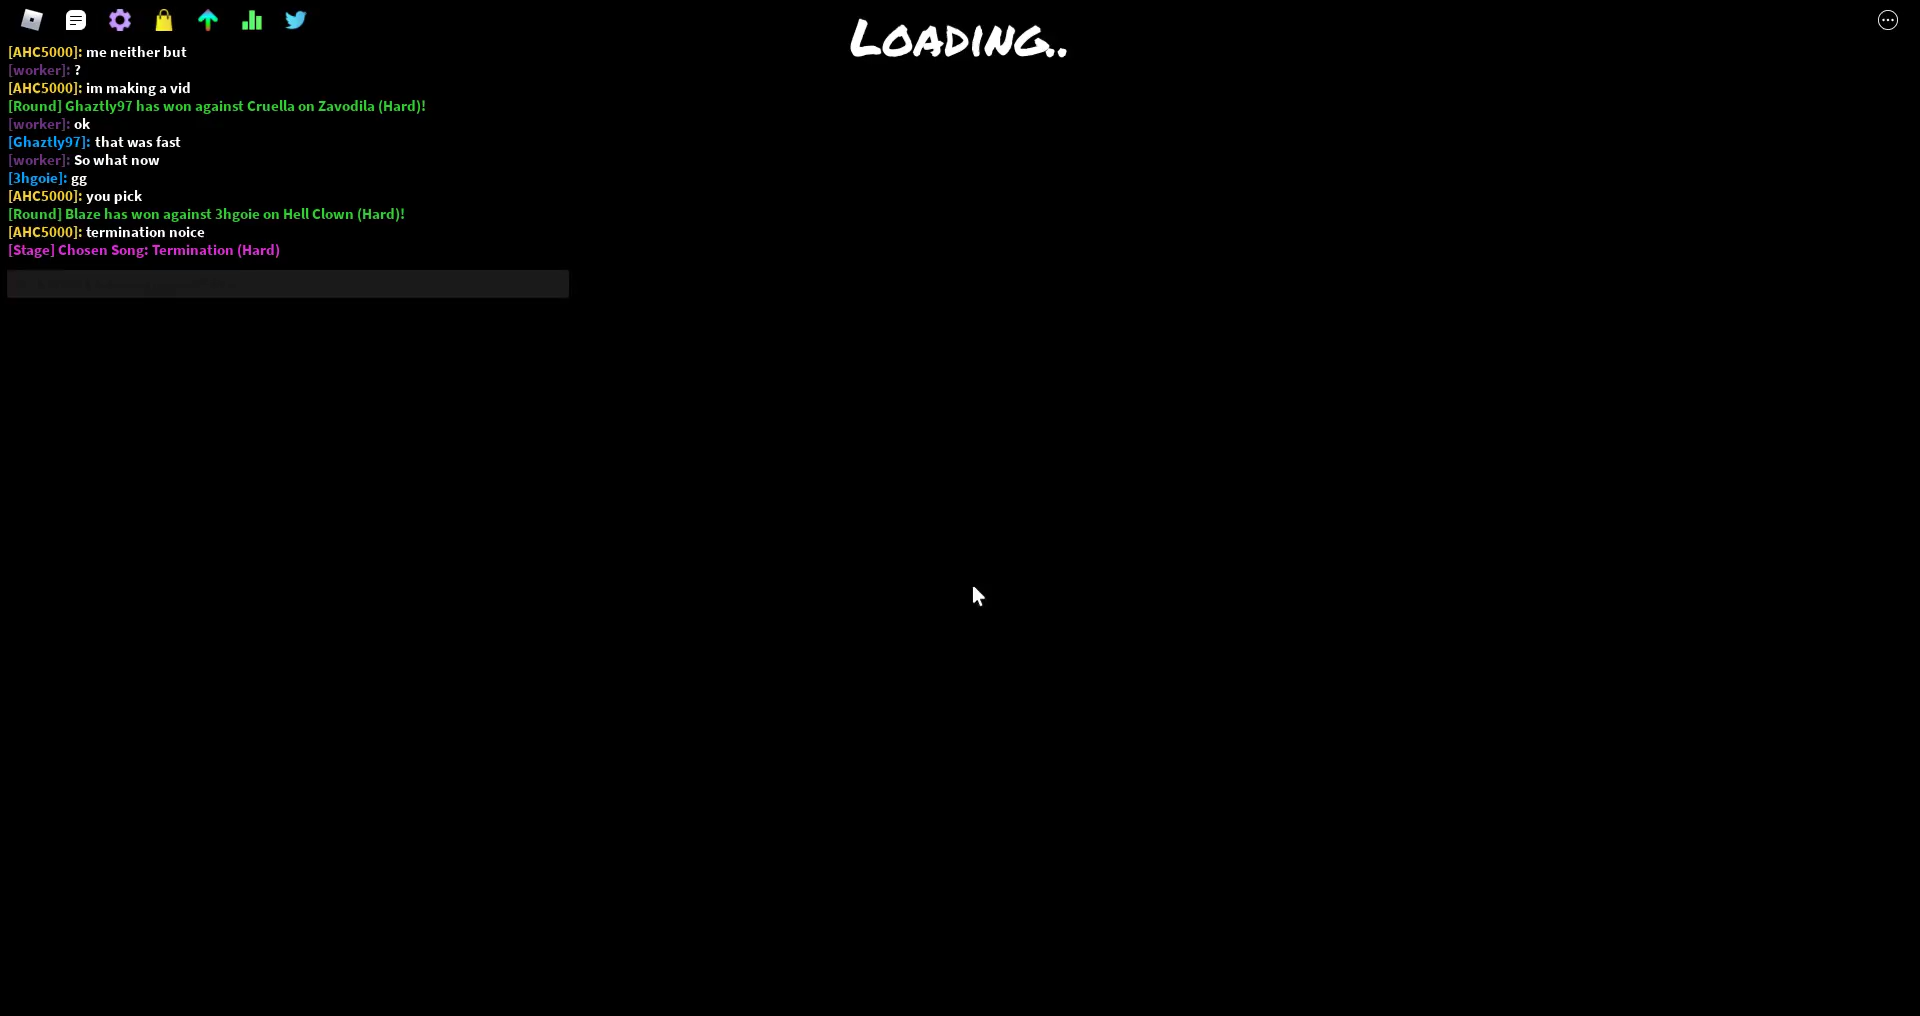 Loading..
[AHC5000]: me neither but
[worker]: ?
[AHC5000]: im making a vid
[Round] Ghaztly97 has won against Cruella on Zavodila (Hard)!
[worker]: ok
[Ghaztly97]: that was fast
[worker]: So what now
[3hgoie]: gg
[AHC5000]: you pick
[Round] Blaze has won against 3hgoie on Hell Clown (Hard)!
[AHC5000]: termination noice
[Stage] Chosen Song: Termination (Hard)